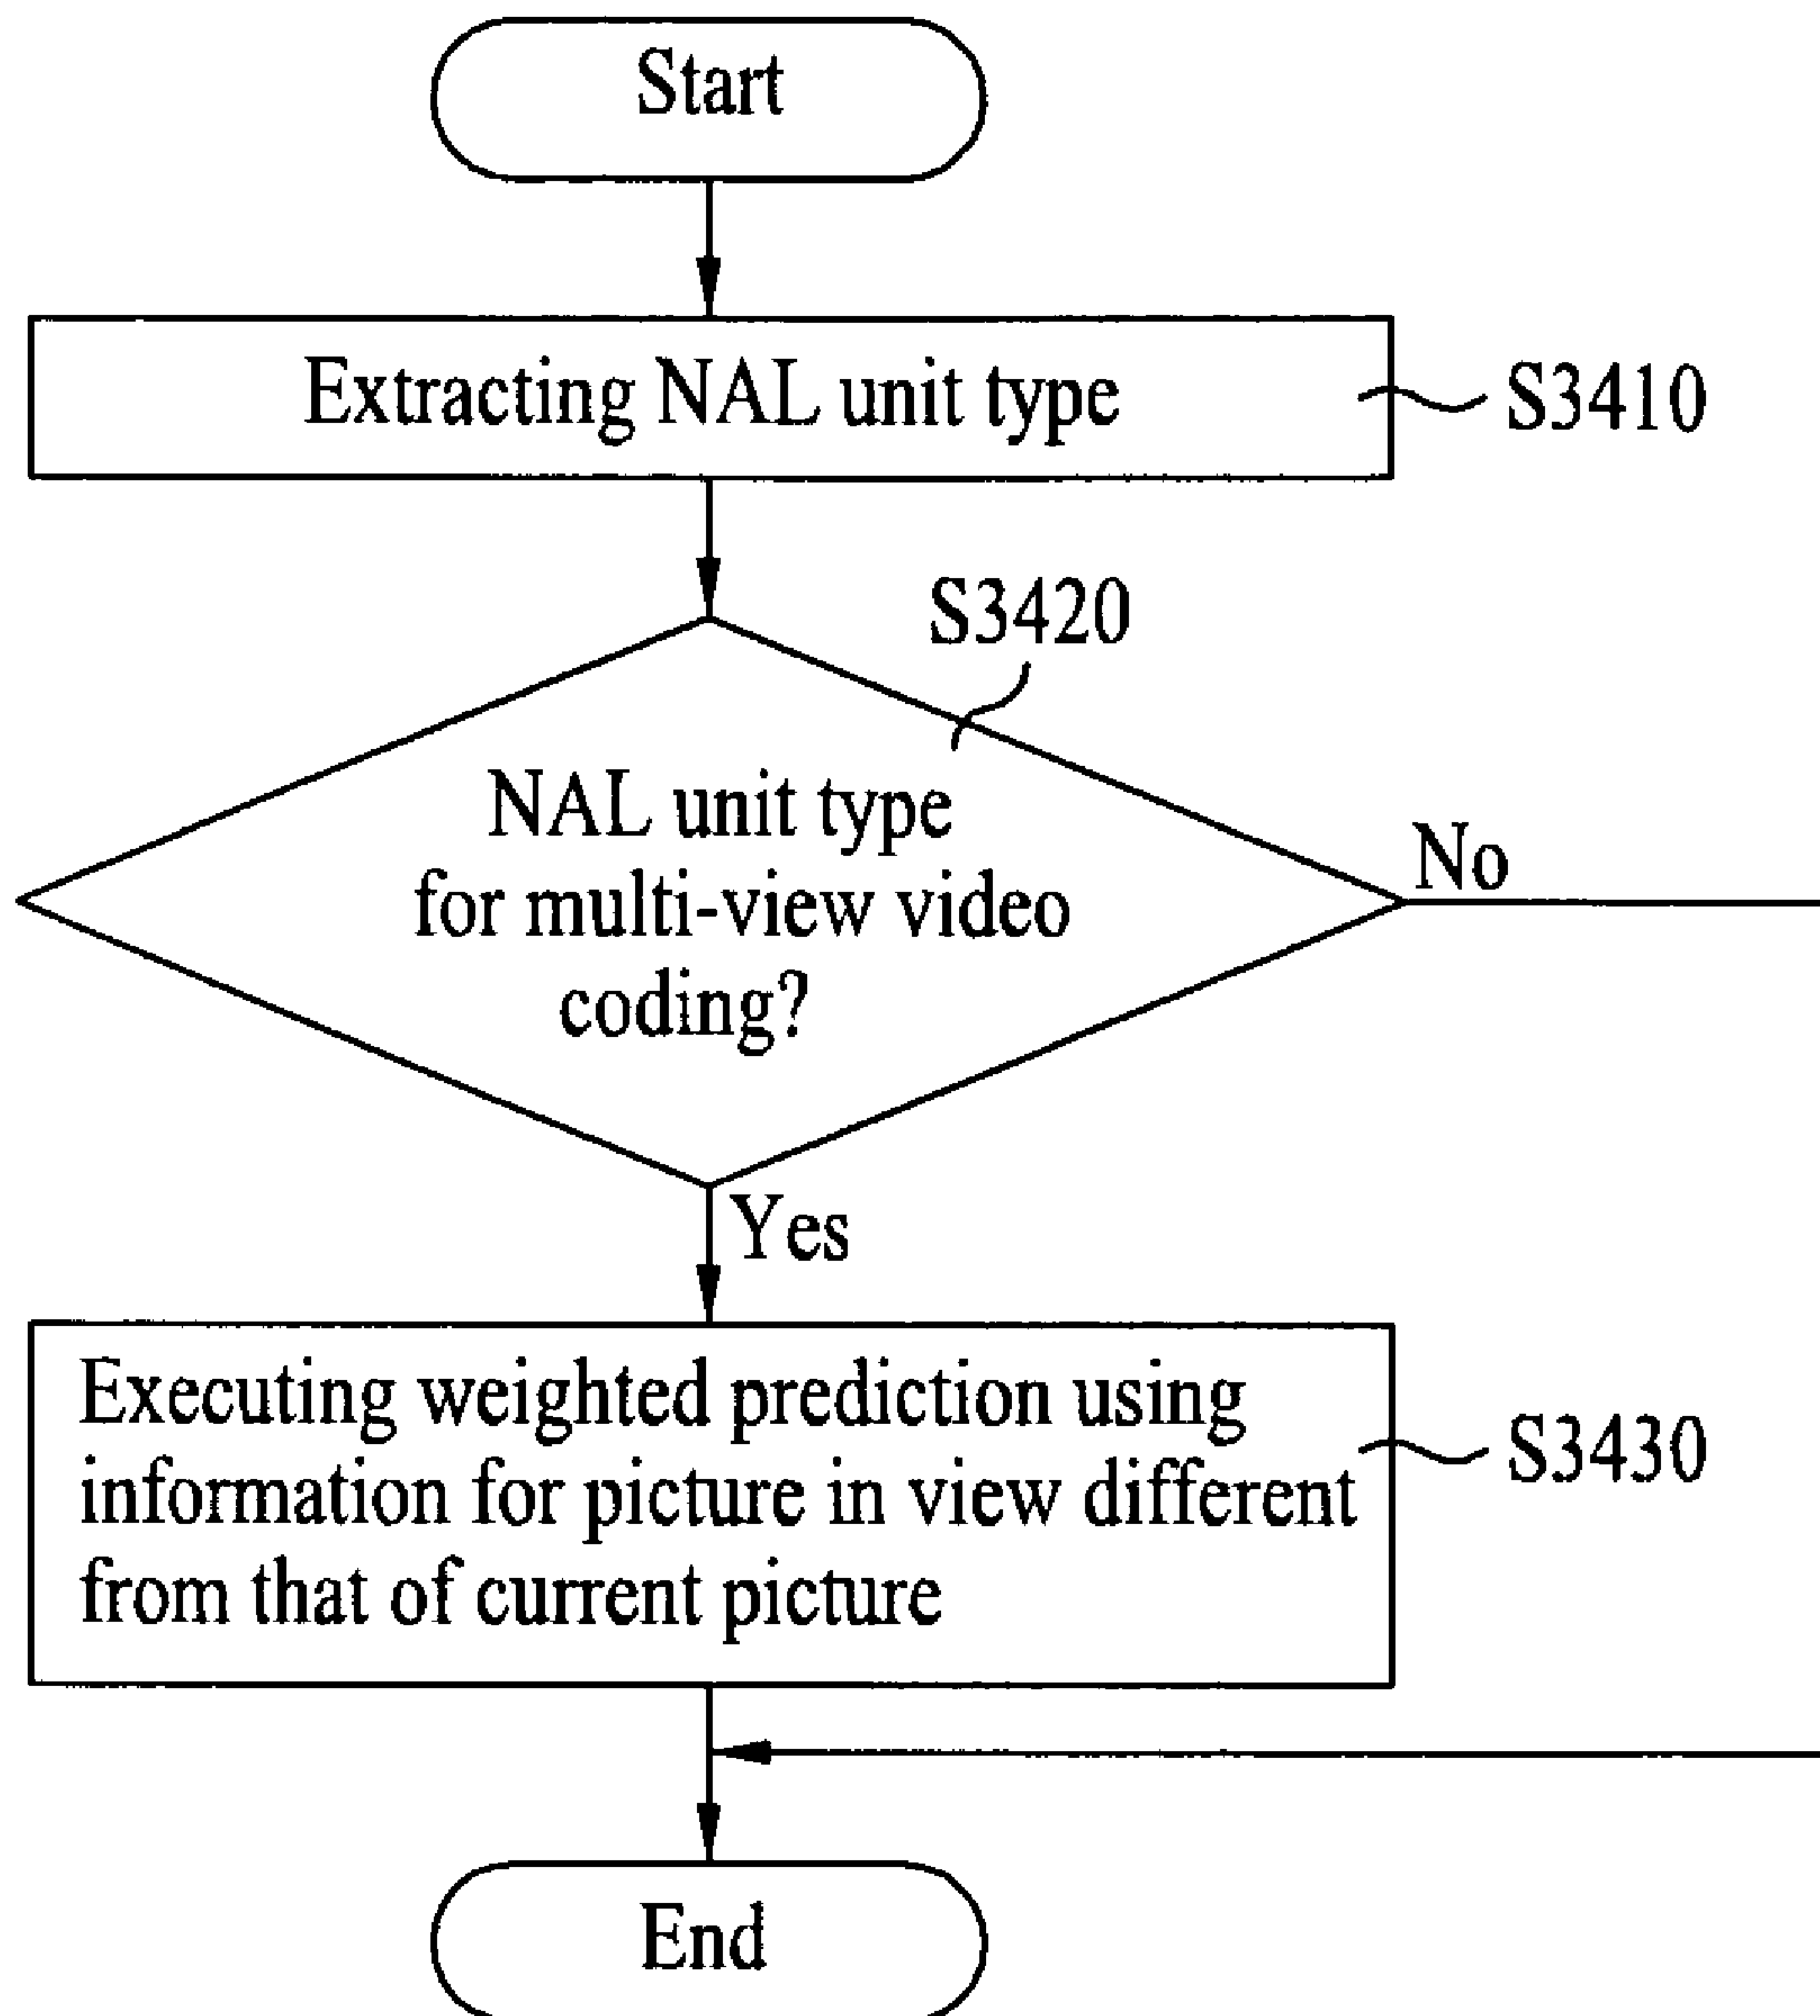 Start
Extracting NAL unit type
S3410
S3420
NAL unit type
for multi-view video
coding?
No
Yes
Executing weighted prediction using
information for picture in view different
from that of current picture
S3430
End